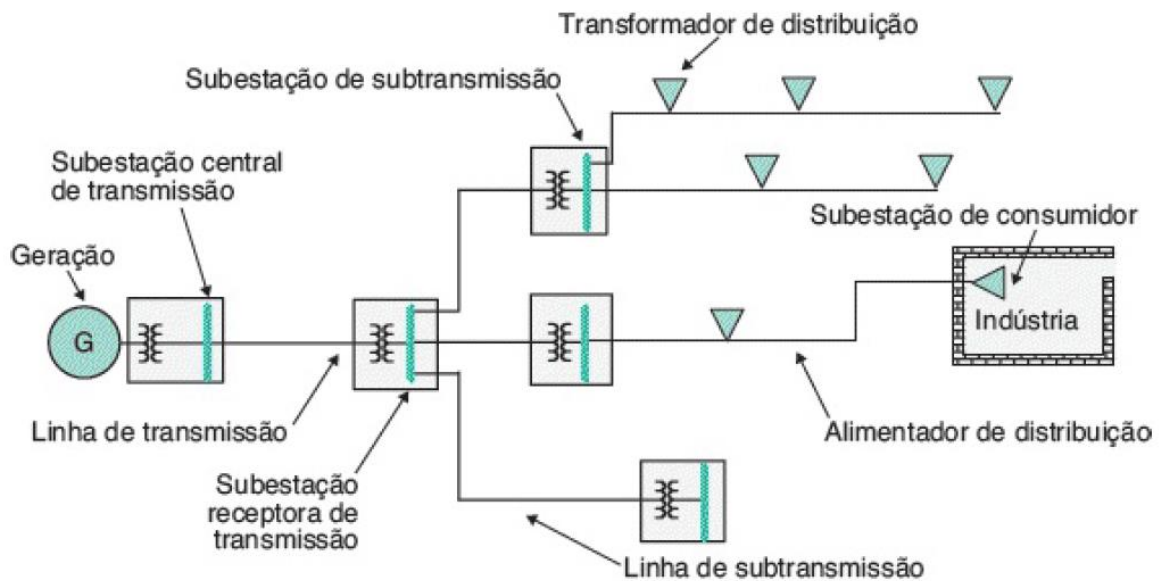 Transformador de distribuição
Subestação de subtransmissão
Subestação central
de transmissão
Subestação de consumidor
Geração
G
Indústria
Linha de transmissão
Alimentador de distribuição
Subestação
receptora de
transmissão
Linha de subtransmissão